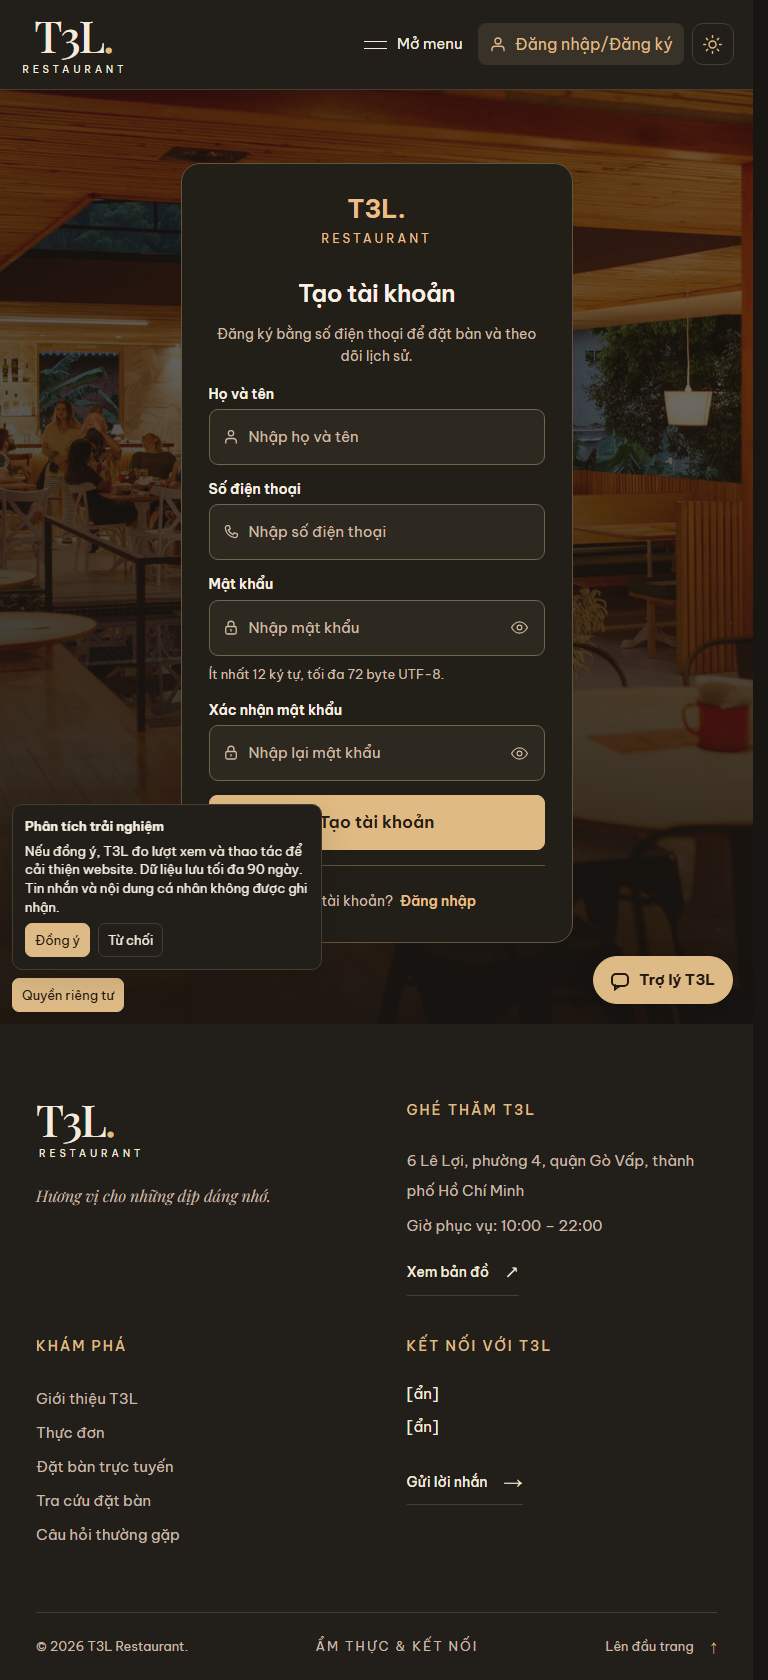 T3L.
RESTAURANT
Mở menu
Đăng nhập/Đăng ký
T3L.
RESTAURANT
Tạo tài khoản
Đăng ký bằng số điện thoại để đặt bàn và theo
dõi lịch sử.
Họ và tên
Nhập họ và tên
Số điện thoại
Nhập số điện thoại
Mật khẩu
Nhập mật khẩu
Ít nhất 12 ký tự, tối đa 72 byte UTF-8.
Xác nhận mật khẩu
Nhập lại mật khẩu
Tạo tài khoản
tài khoản? Đăng nhập
Phân tích trải nghiệm
Nếu đồng ý, T3L đo lượt xem và thao tác để
cải thiện website. Dữ liệu lưu tối đa 90 ngày.
Tin nhắn và nội dung cá nhân không được ghi
nhận.
Đồng ý
Từ chối
Quyền riêng tư
Trợ lý T3L
T3L.
RESTAURANT
Hương vị cho những dịp đáng nhớ.
GHÉ THĂM T3L
6 Lê Lợi, phường 4, quận Gò Vấp, thành
phố Hồ Chí Minh
Giờ phục vụ: 10:00 – 22:00
Xem bản đồ ↗
KHÁM PHÁ
Giới thiệu T3L
Thực đơn
Đặt bàn trực tuyến
Tra cứu đặt bàn
Câu hỏi thường gặp
KẾT NỐI VỚI T3L
[ẩn]
[ẩn]
Gửi lời nhắn →
© 2026 T3L Restaurant.
ẨM THỰC & KẾT NỐI
Lên đầu trang ↑